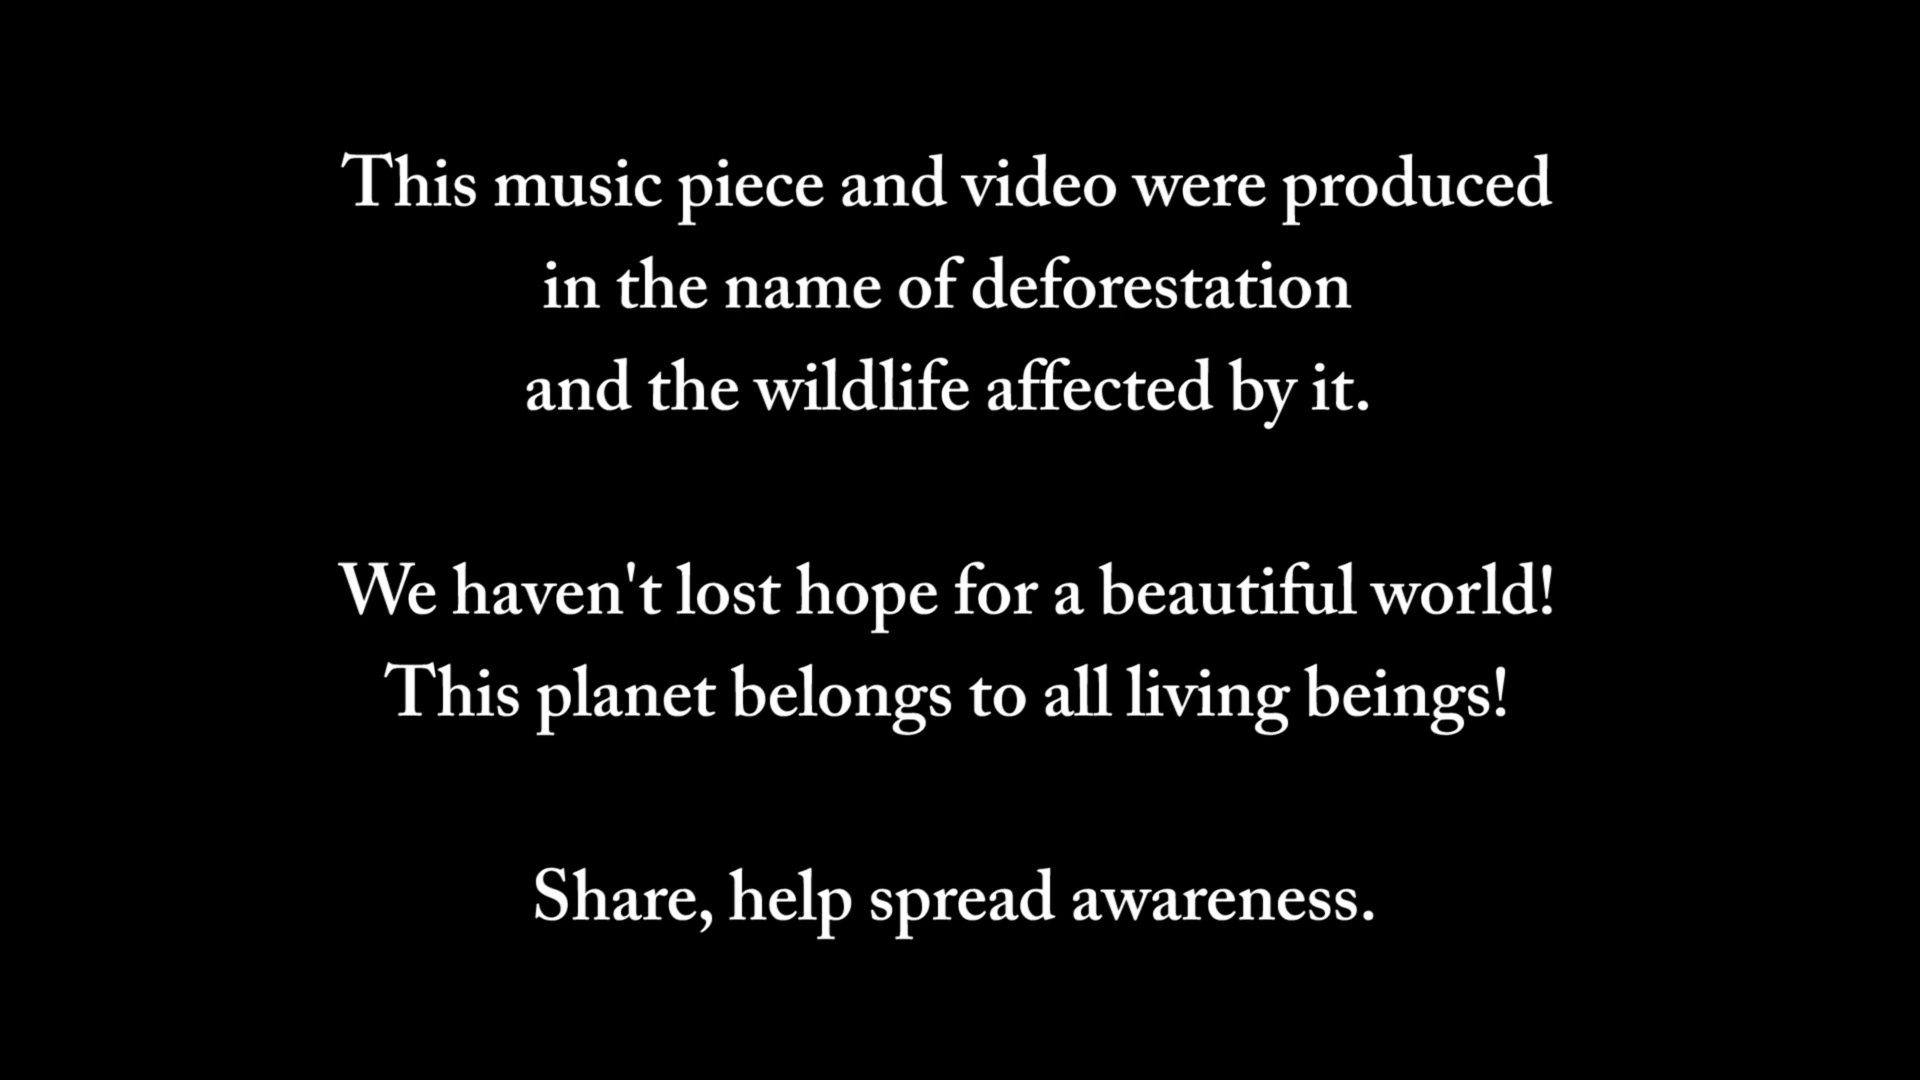 This music piece and video were produced
in the name of deforestation
and the wildlife affected by it.
We haven't lost hope for a beautiful world!
This planet belongs to all living beings!
Share, help spread awareness.